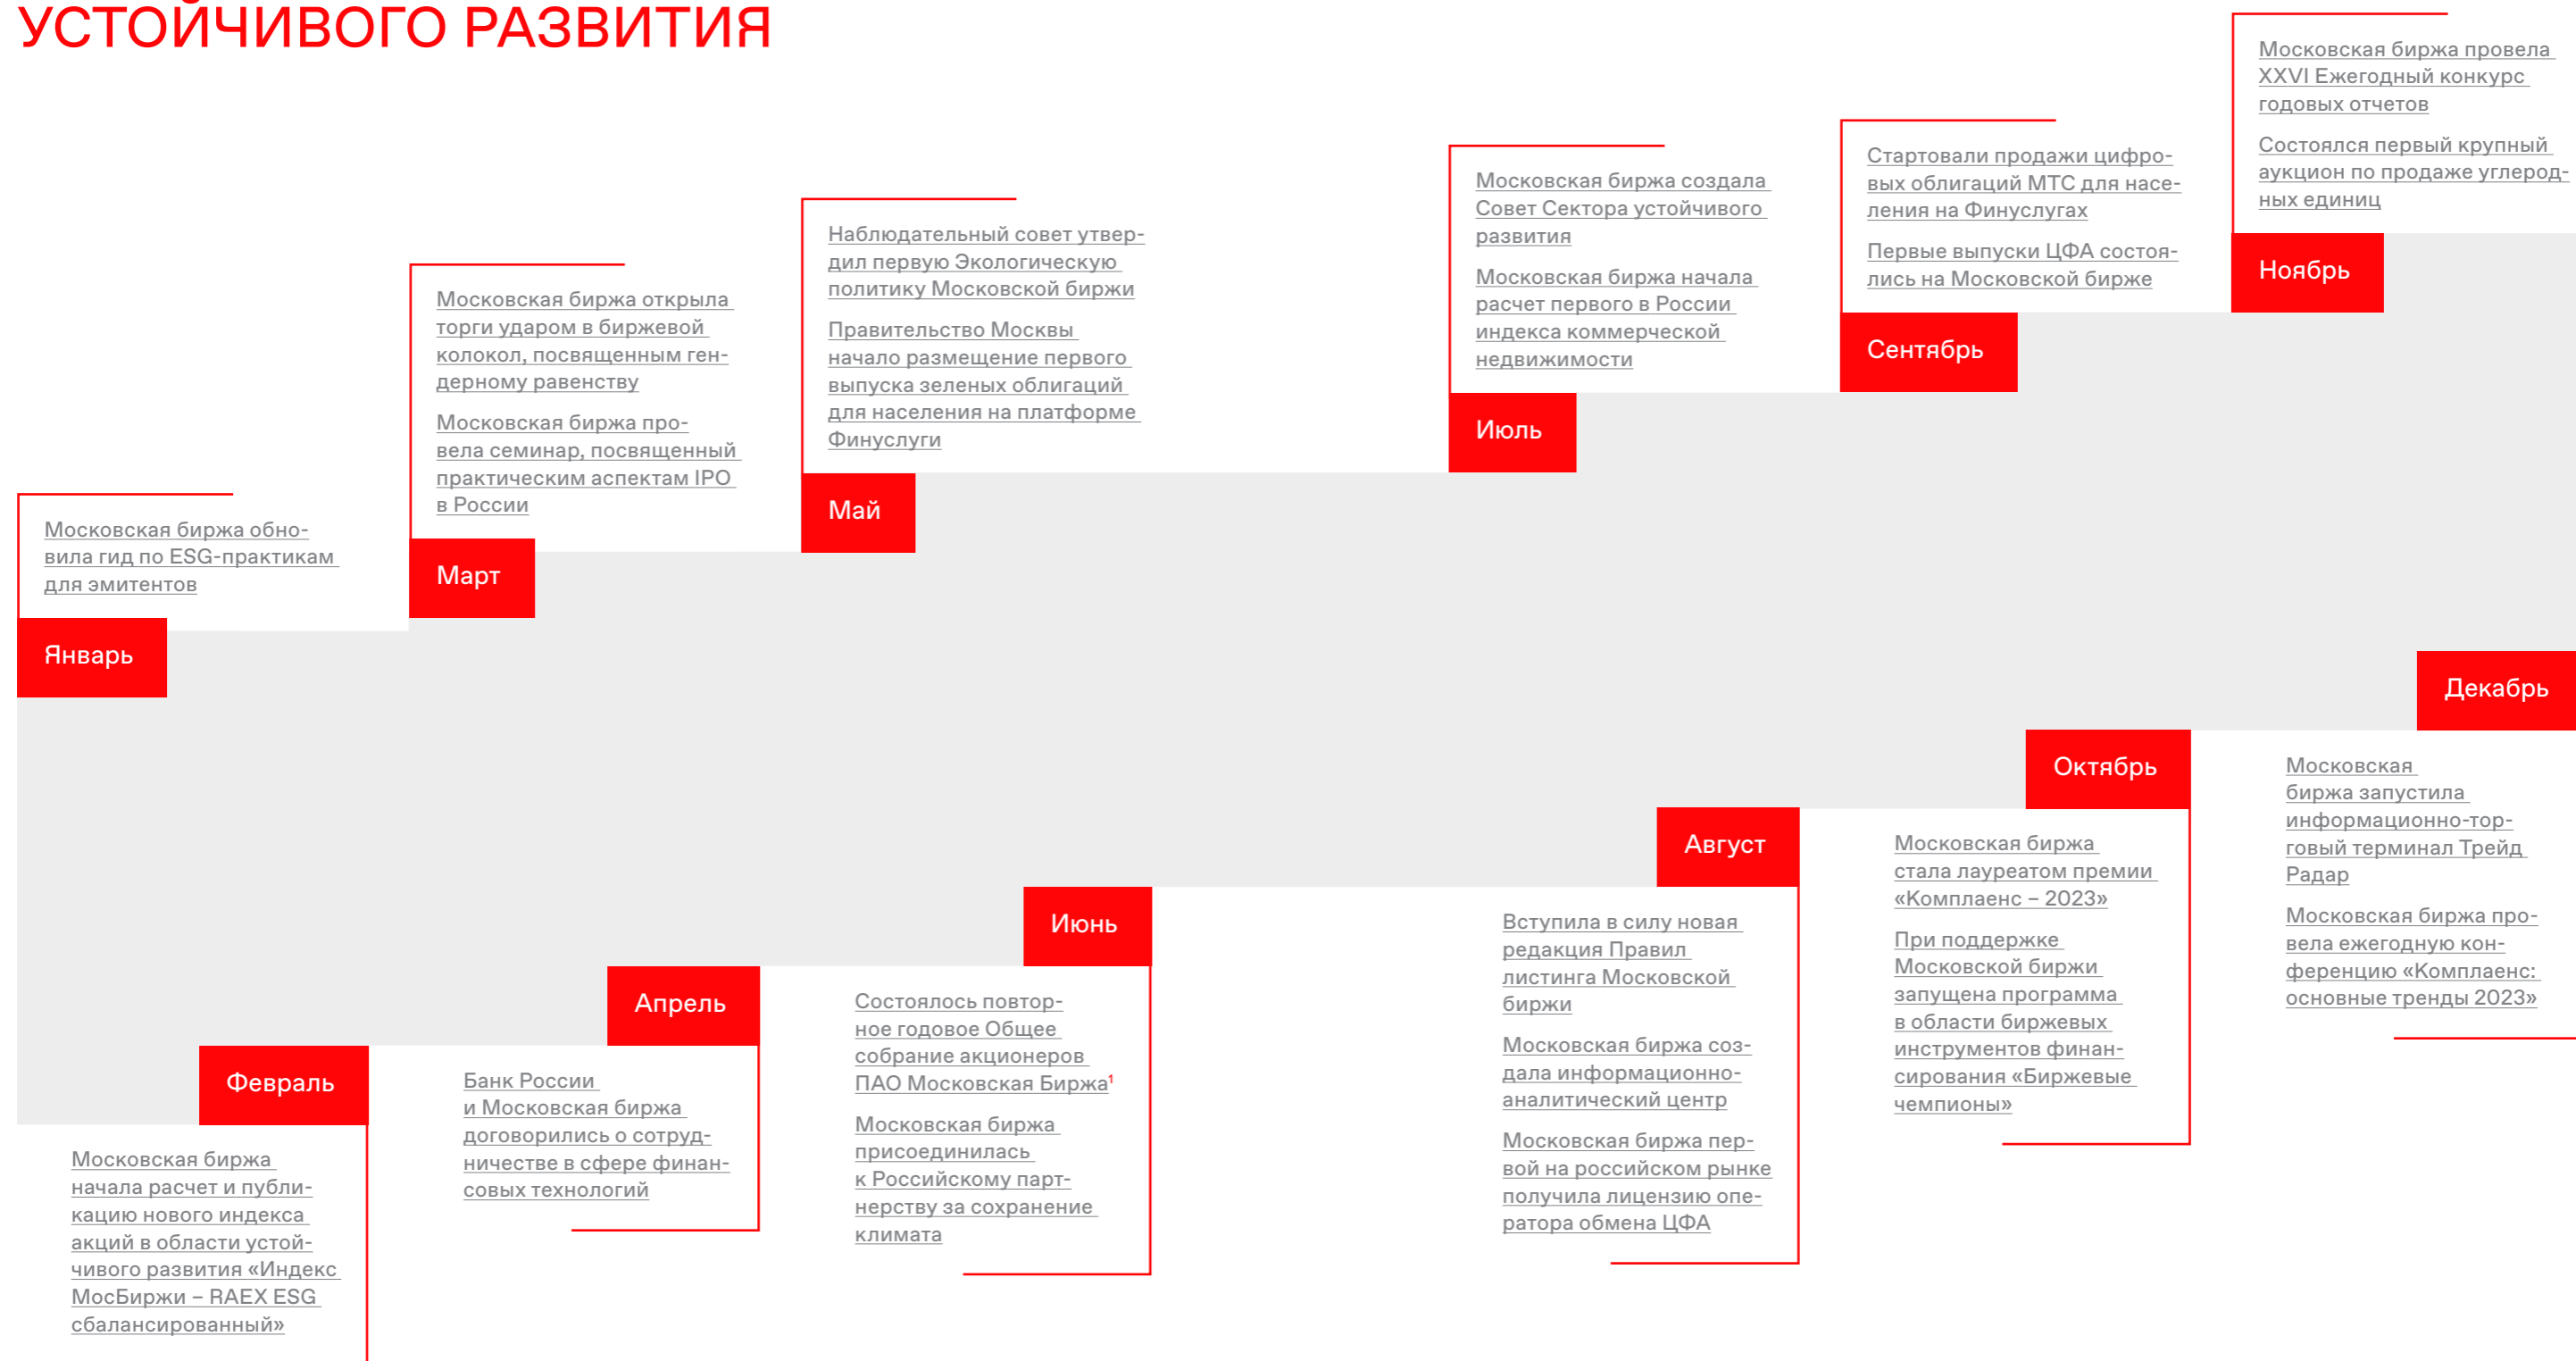 УСТОЙЧИВОГО РАЗВИТИЯ
Московская биржа обно-
вила гид по ESG-практикам
для эмитентов
Январь
Московская биржа открыла
торги ударом в биржевой
колокол, посвященным ген-
дерному равенству
Московская биржа про-
вела семинар, посвященный
практическим аспектам IPO
в России
Март
Наблюдательный совет утвер-
дил первую Экологическую
политику Московской биржи
Правительство Москвы
начало размещение первого
выпуска зеленых облигаций
для населения на платформе
Финуслуги
Май
Московская биржа создала
Совет Сектора устойчивого
развития
Московская биржа начала
расчет первого в России
индекса коммерческой
недвижимости
Июль
Стартовали продажи цифро-
вых облигаций МТС для насе-
ления на Финуслугах
Первые выпуски ЦФА состоя-
лись на Московской бирже
Сентябрь
Московская биржа провела
XXVI Ежегодный конкурс
годовых отчетов
Состоялся первый крупный
аукцион по продаже углерод-
ных единиц
Ноябрь
Февраль
Московская биржа
начала расчет и публи-
кацию нового индекса
акций в области устой-
чивого развития «Индекс
МосБиржи – RAEX ESG
сбалансированный»
Апрель
Банк России
и Московская биржа
договорились о сотруд-
ничестве в сфере финан-
совых технологий
Июнь
Состоялось повтор-
ное годовое Общее
собрание акционеров
ПАО Московская Биржа¹
Московская биржа
присоединилась
к Российскому парт-
нерству за сохранение
климата
Август
Вступила в силу новая
редакция Правил
листинга Московской
биржи
Московская биржа соз-
дала информационно-
аналитический центр
Московская биржа пер-
вой на российском рынке
получила лицензию опе-
ратора обмена ЦФА
Октябрь
Московская биржа
стала лауреатом премии
«Комплаенс – 2023»
При поддержке
Московской биржи
запущена программа
в области биржевых
инструментов финан-
сирования «Биржевые
чемпионы»
Декабрь
Московская
биржа запустила
информационно-тор-
говый терминал Трейд
Радар
Московская биржа про-
вела ежегодную кон-
ференцию «Комплаенс:
основные тренды 2023»